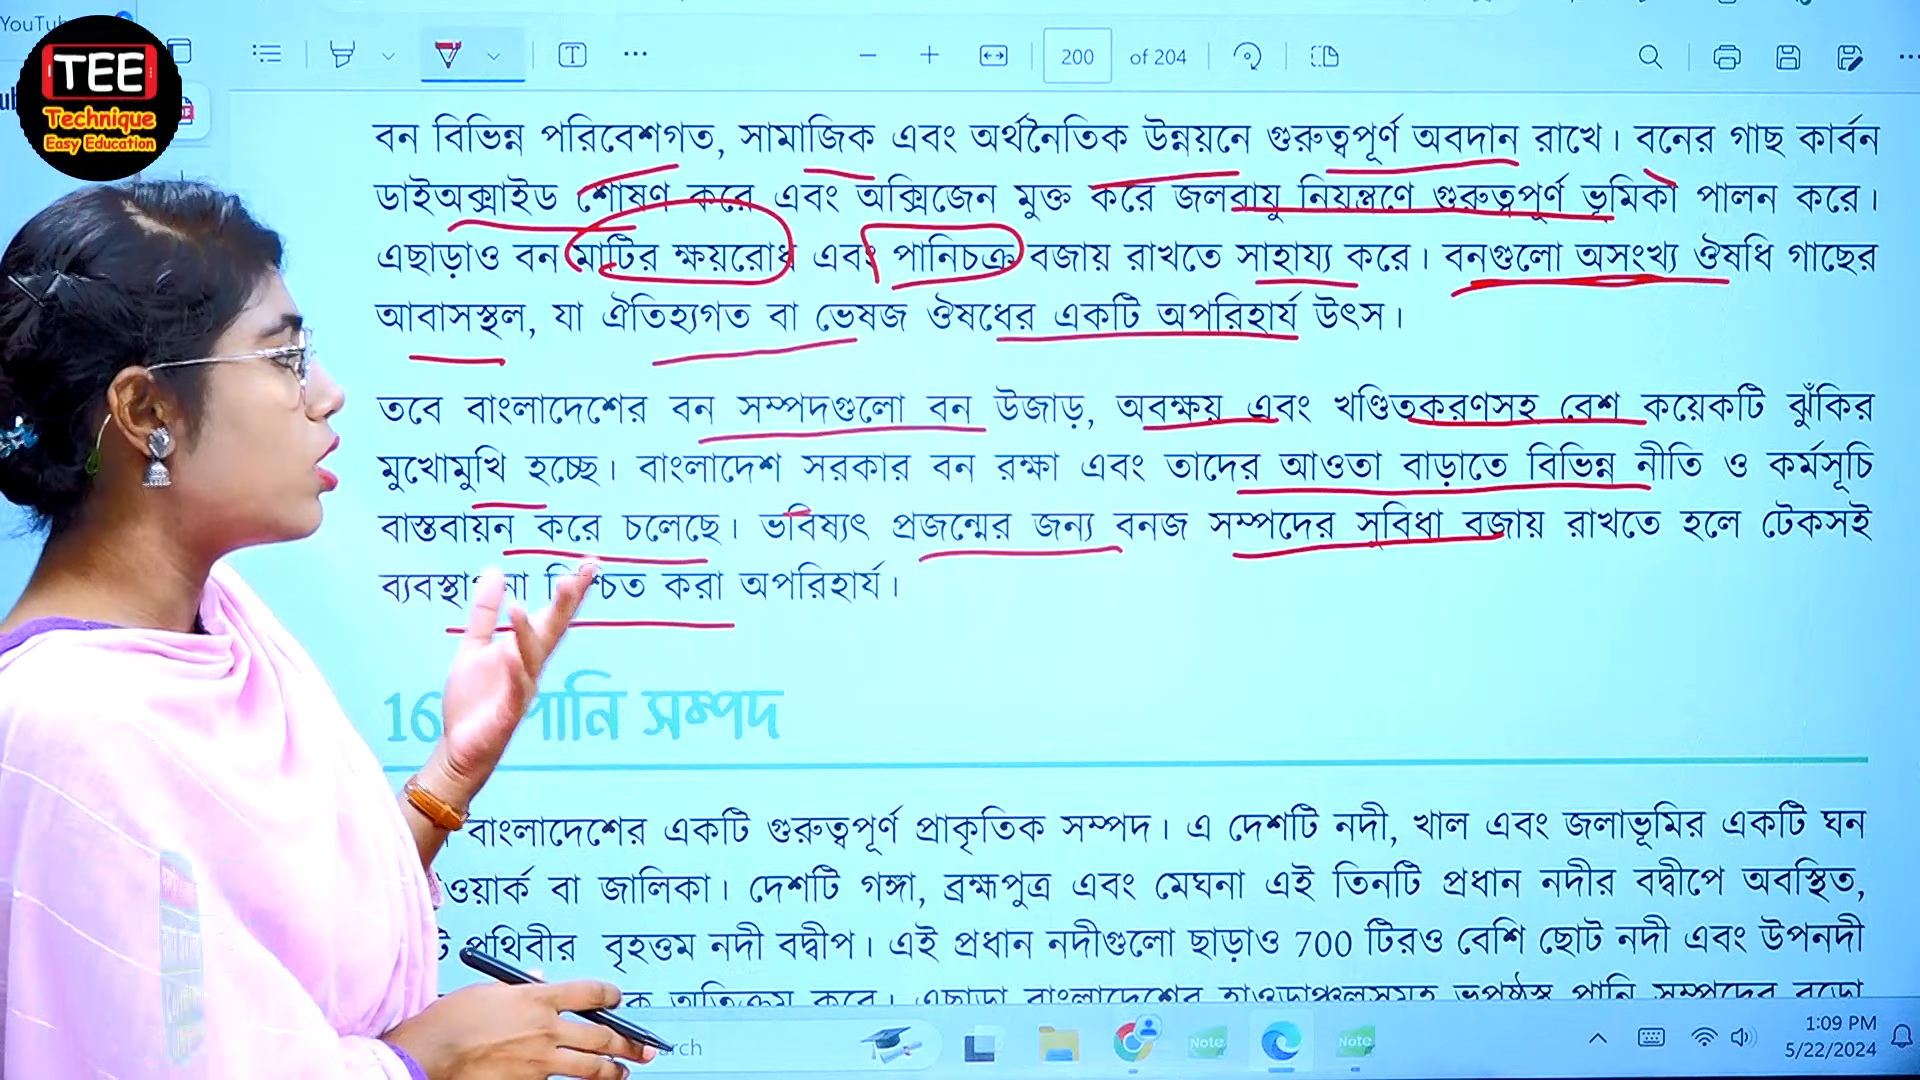 YouTu
TEE
Technique
Easy Education
200 of 204
বন বিভিন্ন পরিবেশগত, সামাজিক এবং অর্থনৈতিক উন্নয়নে গুরুত্বপূর্ণ অবদান রাখে। বনের গাছ কার্বন
ডাইঅক্সাইড শোষণ করে এবং অক্সিজেন মুক্ত করে জলবায়ু নিয়ন্ত্রণে গুরুত্বপূর্ণ ভূমিকা পালন করে।
এছাড়াও বন মাটির ক্ষয়রোধ এবং পানিচক্র বজায় রাখতে সাহায্য করে। বনগুলো অসংখ্য ঔষধি গাছের
আবাসস্থল, যা ঐতিহ্যগত বা ভেষজ ঔষধের একটি অপরিহার্য উৎস।
তবে বাংলাদেশের বন সম্পদগুলো বন উজাড়, অবক্ষয় এবং খণ্ডিতকরণসহ বেশ কয়েকটি ঝুঁকির
মুখোমুখি হচ্ছে। বাংলাদেশ সরকার বন রক্ষা এবং তাদের আওতা বাড়াতে বিভিন্ন নীতি ও কর্মসূচি
বাস্তবায়ন করে চলেছে। ভবিষ্যৎ প্রজন্মের জন্য বনজ সম্পদের সুবিধা বজায় রাখতে হলে টেকসই
করা অপরিহার্য।
16 পানি সম্পদ
বাংলাদেশের একটি গুরুত্বপূর্ণ প্রাকৃতিক সম্পদ। এ দেশটি নদী, খাল এবং জলাভূমির একটি ঘন
ওয়ার্ক বা জালিকা। দেশটি গঙ্গা, ব্রহ্মপুত্র এবং মেঘনা এই তিনটি প্রধান নদীর বদ্বীপে অবস্থিত,
পৃথিবীর বৃহত্তম নদী বদ্বীপ। এই প্রধান নদীগুলো ছাড়াও 700 টিরও বেশি ছোট নদী এবং উপনদী
arch
Note
Note
1:09 PM
5/22/2024